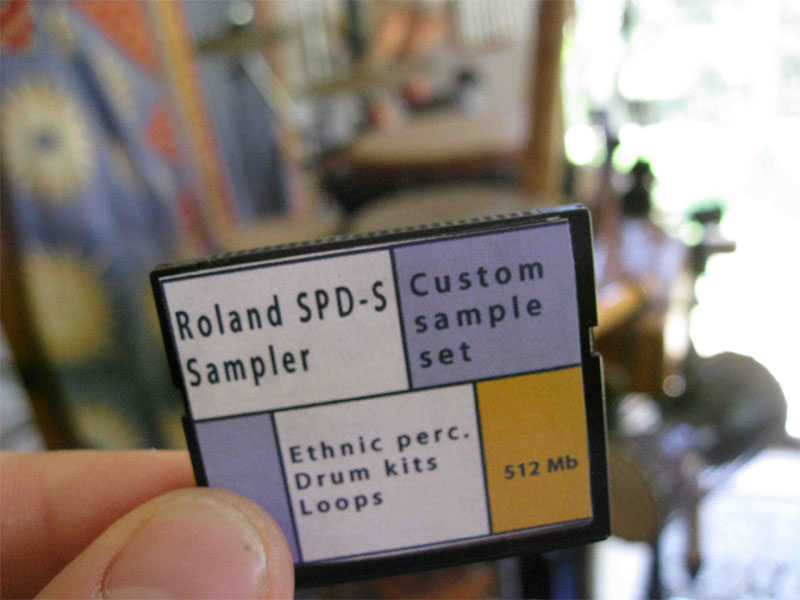 Roland SPD-S
Sampler
Custom
sample
set
Ethnic perc.
Drum kits
Loops
512 Mb